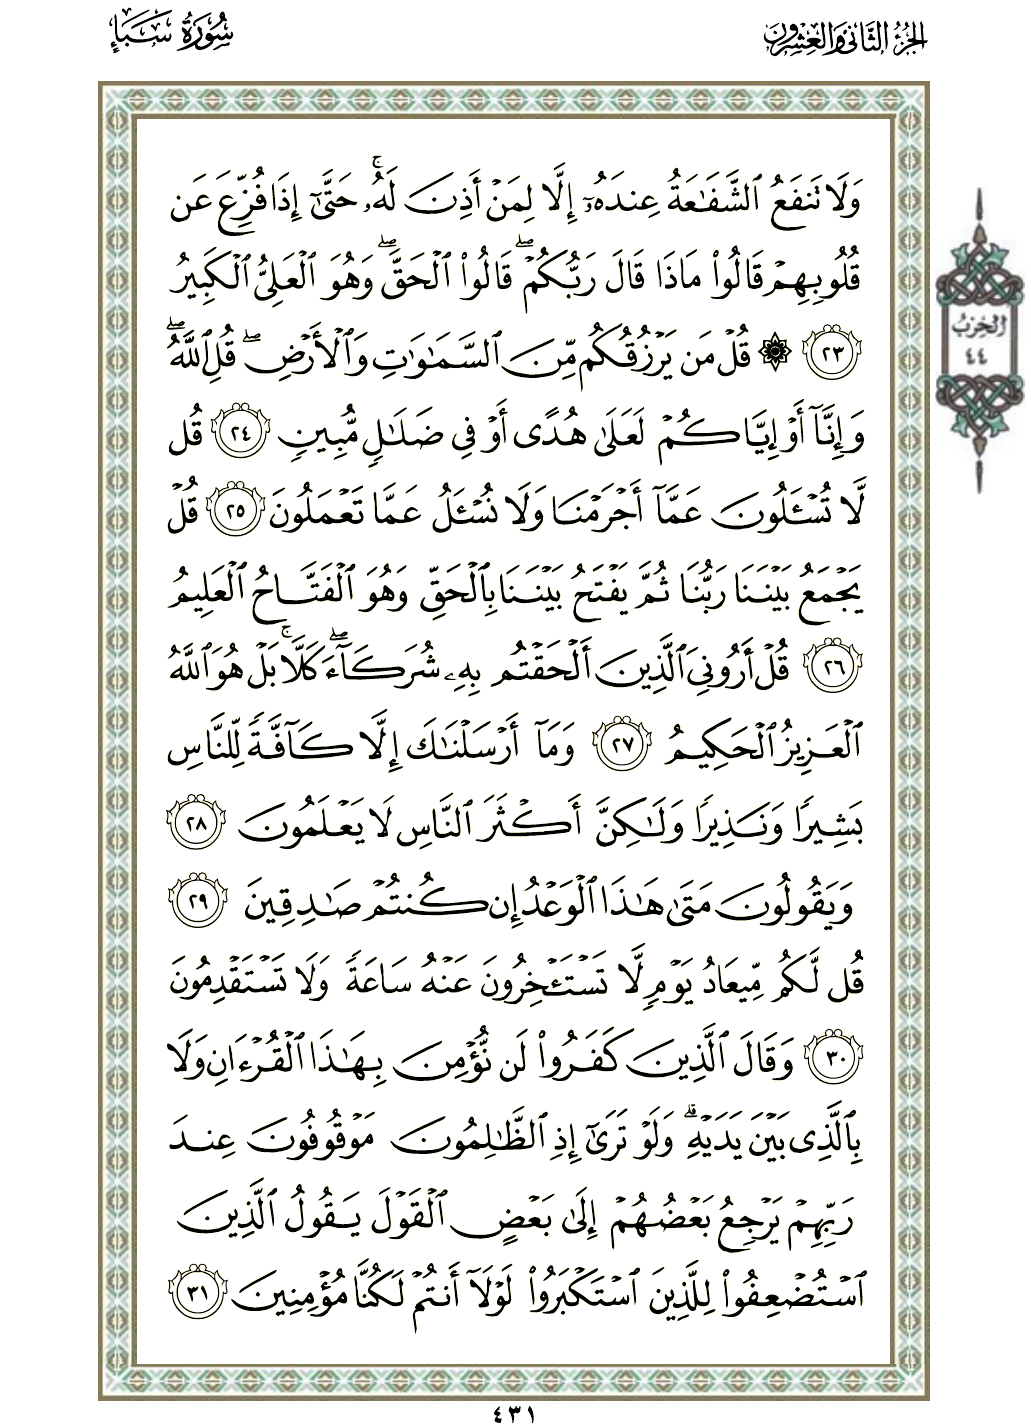 الجزء الثاني والعشرون
سورة سبإ
وَلَا تَنفَعُ ٱلشَّفَٰعَةُ عِندَهُۥٓ إِلَّا لِمَنْ أَذِنَ لَهُۥۚ حَتَّىٰٓ إِذَا فُزِّعَ عَن
قُلُوبِهِمْ قَالُوا۟ مَاذَا قَالَ رَبُّكُمْۖ قَالُوا۟ ٱلْحَقَّۖ وَهُوَ ٱلْعَلِىُّ ٱلْكَبِيرُ
٢٣ ۞ قُلْ مَن يَرْزُقُكُم مِّنَ ٱلسَّمَٰوَٰتِ وَٱلْأَرْضِۖ قُلِ ٱللَّهُۖ
وَإِنَّآ أَوْ إِيَّاكُمْ لَعَلَىٰ هُدًى أَوْ فِى ضَلَٰلٍ مُّبِينٍ ٢٤ قُل
لَّا تُسْـَٔلُونَ عَمَّآ أَجْرَمْنَا وَلَا نُسْـَٔلُ عَمَّا تَعْمَلُونَ ٢٥ قُلْ
يَجْمَعُ بَيْنَنَا رَبُّنَا ثُمَّ يَفْتَحُ بَيْنَنَا بِٱلْحَقِّ وَهُوَ ٱلْفَتَّاحُ ٱلْعَلِيمُ
٢٦ قُلْ أَرُونِىَ ٱلَّذِينَ أَلْحَقْتُم بِهِۦ شُرَكَآءَۖ كَلَّاۚ بَلْ هُوَ ٱللَّهُ
ٱلْعَزِيزُ ٱلْحَكِيمُ ٢٧ وَمَآ أَرْسَلْنَٰكَ إِلَّا كَآفَّةً لِّلنَّاسِ
بَشِيرًا وَنَذِيرًا وَلَٰكِنَّ أَكْثَرَ ٱلنَّاسِ لَا يَعْلَمُونَ ٢٨
وَيَقُولُونَ مَتَىٰ هَٰذَا ٱلْوَعْدُ إِن كُنتُمْ صَٰدِقِينَ ٢٩
قُل لَّكُم مِّيعَادُ يَوْمٍ لَّا تَسْتَـْٔخِرُونَ عَنْهُ سَاعَةً وَلَا تَسْتَقْدِمُونَ
٣٠ وَقَالَ ٱلَّذِينَ كَفَرُوا۟ لَن نُّؤْمِنَ بِهَٰذَا ٱلْقُرْءَانِ وَلَا
بِٱلَّذِى بَيْنَ يَدَيْهِۗ وَلَوْ تَرَىٰٓ إِذِ ٱلظَّٰلِمُونَ مَوْقُوفُونَ عِندَ
رَبِّهِمْ يَرْجِعُ بَعْضُهُمْ إِلَىٰ بَعْضٍ ٱلْقَوْلَ يَقُولُ ٱلَّذِينَ
ٱسْتُضْعِفُوا۟ لِلَّذِينَ ٱسْتَكْبَرُوا۟ لَوْلَآ أَنتُمْ لَكُنَّا مُؤْمِنِينَ ٣١
الحزب
٤٤
٤٣١